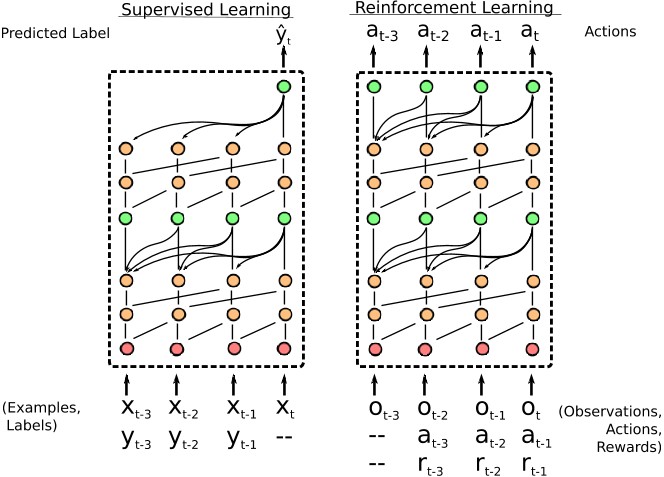 Supervised Learning
Reinforcement Learning
Predicted Label ŷt at-3 at-2 at-1 at Actions
(Examples, Labels) xt-3 xt-2 xt-1 xt ot-3 ot-2 ot-1 ot (Observations, Actions, Rewards)
yt-3 yt-2 yt-1 -- -- at-3 at-2 at-1
-- rt-3 rt-2 rt-1